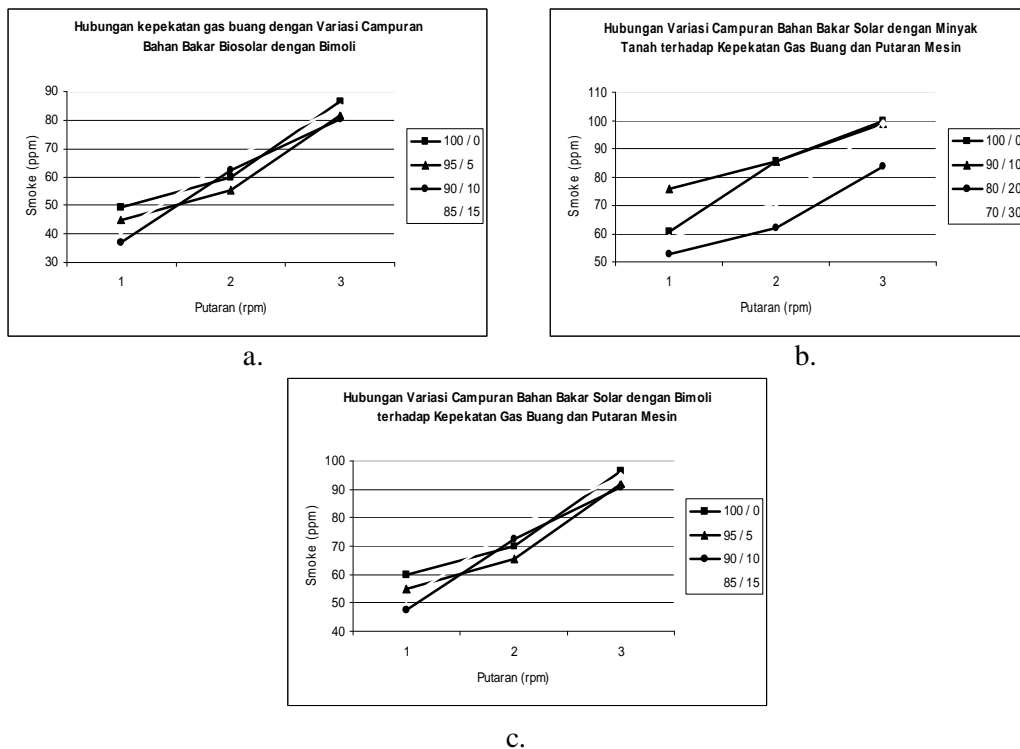 Hubungan kepekatan gas buang dengan Variasi Campuran
Bahan Bakar Biosolar dengan Bimoli
90
80
70
60
50
40
30
Smoke (ppm)
1 2 3
Putaran (rpm)
100 / 0
95 / 5
90 / 10
85 / 15
a.
Hubungan Variasi Campuran Bahan Bakar Solar dengan Minyak
Tanah terhadap Kepekatan Gas Buang dan Putaran Mesin
110
100
90
80
70
60
50
Smoke (ppm)
1 2 3
Putaran (rpm)
100 / 0
90 / 10
80 / 20
70 / 30
b.
Hubungan Variasi Campuran Bahan Bakar Solar dengan Bimoli
terhadap Kepekatan Gas Buang dan Putaran Mesin
100
90
80
70
60
50
40
Smoke (ppm)
1 2 3
Putaran (rpm)
100 / 0
95 / 5
90 / 10
85 / 15
c.